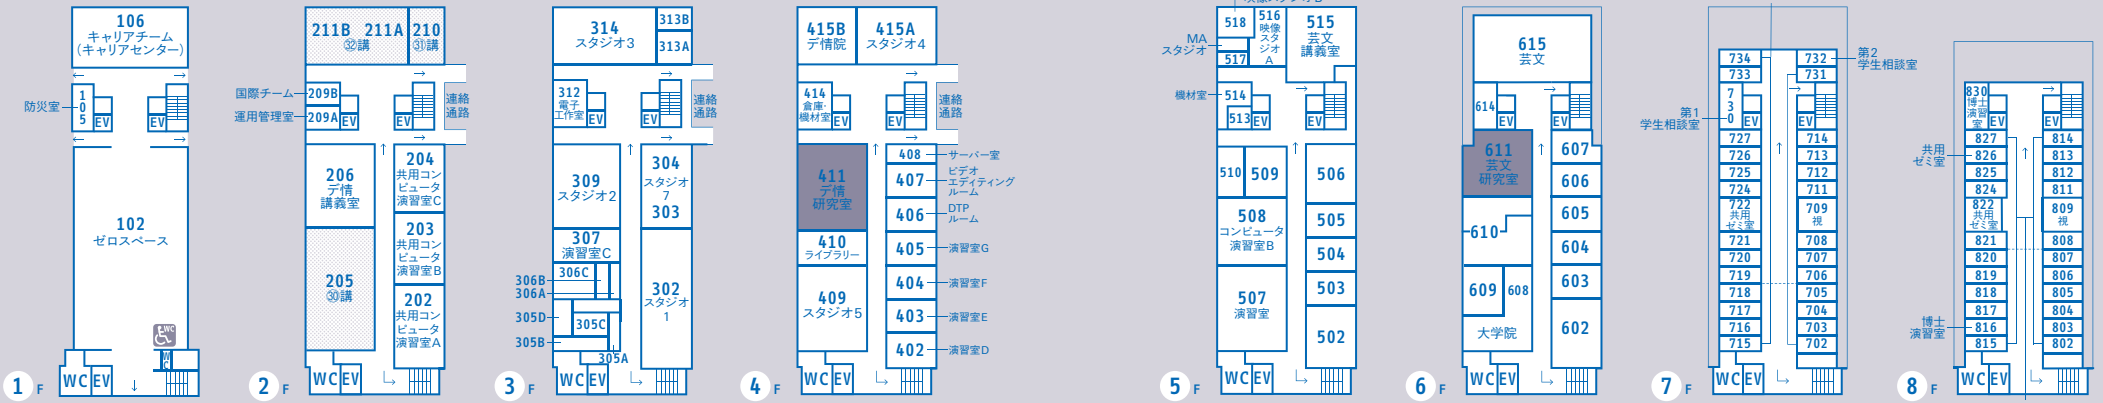 106
キャリアチーム
(キャリアセンター)
防災室
105
EV
EV
102
ゼロスペース
WC
WC
WC
EV
1 F
211B
211A
㉜講
210
㉛講
国際チーム
209B
運用管理室
209A
EV
EV
連絡
通路
206
デ情
講義室
204
共用コン
ピュータ
演習室C
203
共用コン
ピュータ
演習室B
205
㉚講
202
共用コン
ピュータ
演習室A
WC
EV
2 F
314
スタジオ3
313B
313A
312
電子
工作室
EV
EV
連絡
通路
309
スタジオ2
304
スタジオ
7
303
307
演習室C
306C
306B
306A
305D
305C
305B
305A
302
スタジオ
1
WC
EV
3 F
415B
デ情院
415A
スタジオ4
414
倉庫・
機材室
EV
EV
連絡
通路
411
デ情
研究室
408
サーバー室
407
ビデオ
エディティング
ルーム
406
DTP
ルーム
410
ライブラリー
405
演習室G
404
演習室F
409
スタジオ5
403
演習室E
402
演習室D
WC
EV
4 F
518
516
映像
スタ
ジオ
A
515
芸文
講義室
MA
スタジオ
517
機材室
514
513
EV
EV
510
509
506
508
コンピュータ
演習室B
505
504
507
演習室
503
502
WC
EV
5 F
615
芸文
614
EV
EV
611
芸文
研究室
607
606
605
610
604
609
608
603
大学院
602
WC
EV
6 F
734
733
732
731
第2
学生相談室
730
第1
学生相談室
EV
EV
727
726
725
724
722
共用
ゼミ室
721
720
719
718
717
716
715
714
713
712
711
709
視
708
707
706
705
704
703
702
WC
EV
7 F
830
博士
演習
室
EV
EV
共用
ゼミ室
827
826
825
824
822
共用
ゼミ室
821
820
819
818
817
816
815
博士
演習室
814
813
812
811
809
視
808
807
806
805
804
803
802
WC
EV
8 F